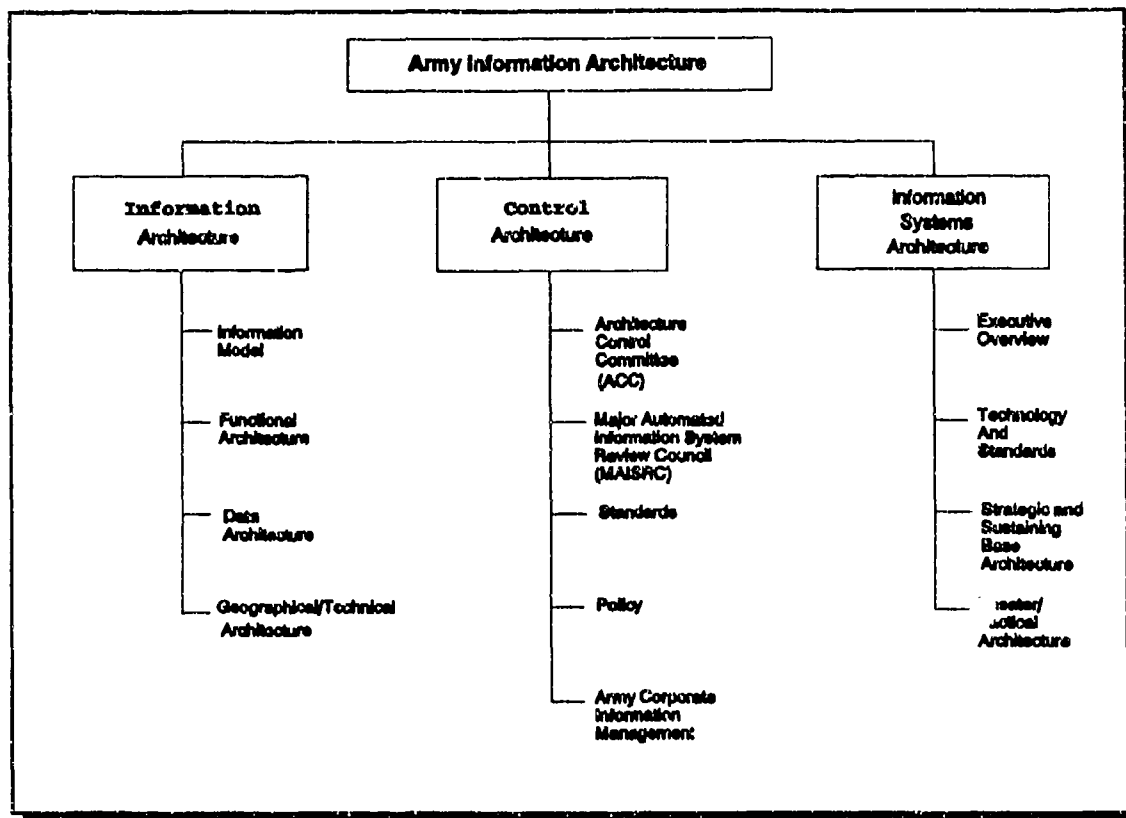 Army Information Architecture
Information
Architecture
Control
Architecture
Information
Systems
Architecture
Information
Model
Functional
Architecture
Data
Architecture
Geographical/Technical
Architecture
Architecture
Control
Committee
(ACC)
Major Automated
Information System
Review Council
(MAISRC)
Standards
Policy
Army Corporate
Information
Management
Executive
Overview
Technology
And
Standards
Strategic and
Sustaining
Base
Architecture
Architecture